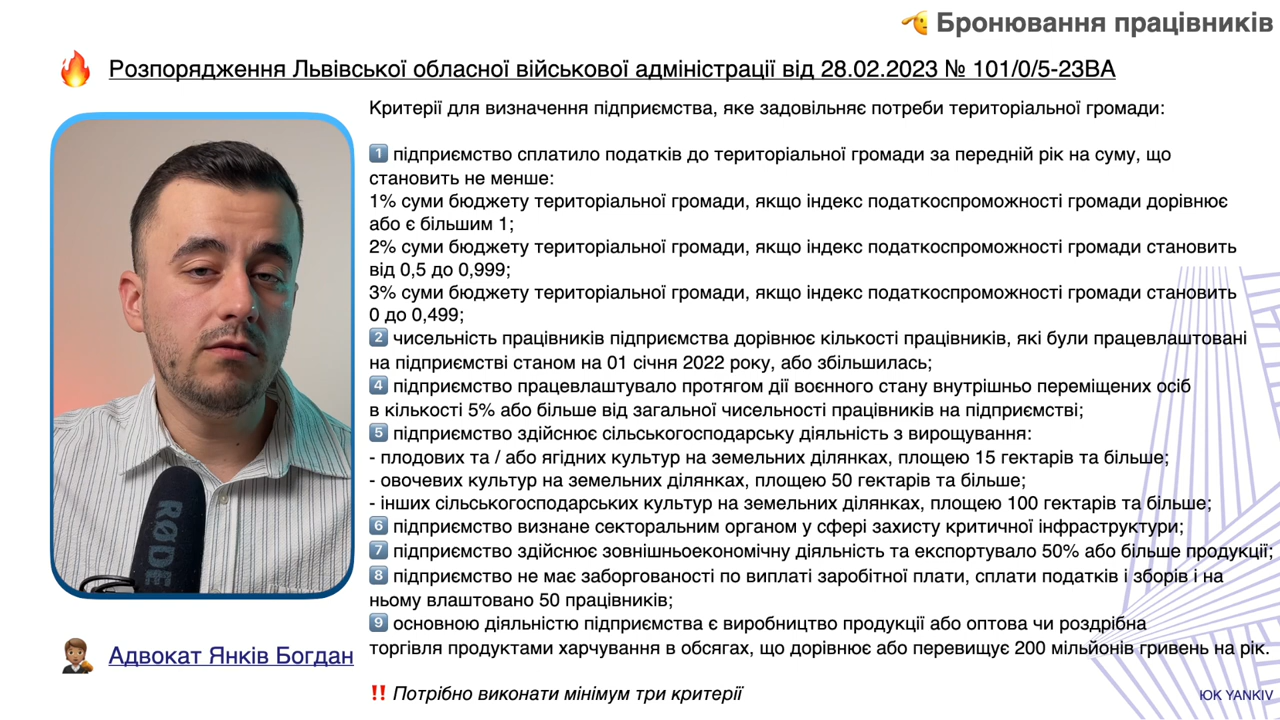 Бронювання працівників
Розпорядження Львівської обласної військової адміністрації від 28.02.2023 № 101/0/5-23ВА
Критерії для визначення підприємства, яке задовільняє потреби територіальної громади:
1 підприємство сплатило податків до територіальної громади за передній рік на суму, що
становить не менше:
1% суми бюджету територіальної громади, якщо індекс податкоспроможності громади дорівнює
або є більшим 1;
2% суми бюджету територіальної громади, якщо індекс податкоспроможності громади становить
від 0,5 до 0,999;
3% суми бюджету територіальної громади, якщо індекс податкоспроможності громади становить
0 до 0,499;
2 чисельність працівників підприємства дорівнює кількості працівників, які були працевлаштовані
на підприємстві станом на 01 січня 2022 року, або збільшилась;
4 підприємство працевлаштувало протягом дії воєнного стану внутрішньо переміщених осіб
в кількості 5% або більше від загальної чисельності працівників на підприємстві;
5 підприємство здійснює сільськогосподарську діяльність з вирощування:
- плодових та / або ягідних культур на земельних ділянках, площею 15 гектарів та більше;
- овочевих культур на земельних ділянках, площею 50 гектарів та більше;
- інших сільськогосподарських культур на земельних ділянках, площею 100 гектарів та більше;
6 підприємство визнане секторальним органом у сфері захисту критичної інфраструктури;
7 підприємство здійснює зовнішньоекономічну діяльність та експортувало 50% або більше продукції;
8 підприємство не має заборгованості по виплаті заробітної плати, сплати податків і зборів і на
ньому влаштовано 50 працівників;
9 основною діяльністю підприємства є виробництво продукції або оптова чи роздрібна
торгівля продуктами харчування в обсягах, що дорівнює або перевищує 200 мільйонів гривень на рік.
‼ Потрібно виконати мінімум три критерії
RØDE
Адвокат Янків Богдан
ЮК YANKIV